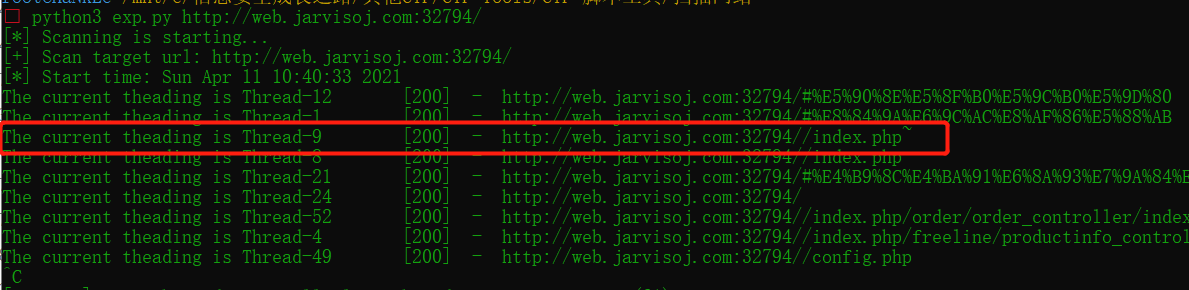 python3 exp.py http://web.jarvisoj.com:32794/
[*] Scanning is starting...
[+] Scan target url: http://web.jarvisoj.com:32794/
[*] Start time: Sun Apr 11 10:40:33 2021
The current theading is Thread-12 [200] - http://web.jarvisoj.com:32794/#%E5%90%8E%E5%8F%B0%E5%9C%B0%E5%9D%80
The current theading is Thread-1 [200] - http://web.jarvisoj.com:32794/#%E8%84%9A%E6%9C%AC%E8%AF%86%E5%88%AB
The current theading is Thread-9 [200] - http://web.jarvisoj.com:32794//index.php~
The current theading is Thread-8 [200] - http://web.jarvisoj.com:32794//index.php
The current theading is Thread-21 [200] - http://web.jarvisoj.com:32794/#%E4%B9%8C%E4%BA%91%E6%8A%93%E7%9A%84%E
The current theading is Thread-24 [200] - http://web.jarvisoj.com:32794/
The current theading is Thread-52 [200] - http://web.jarvisoj.com:32794//index.php/order/order_controller/index
The current theading is Thread-4 [200] - http://web.jarvisoj.com:32794//index.php/freeline/productinfo_control
The current theading is Thread-49 [200] - http://web.jarvisoj.com:32794//config.php
^C